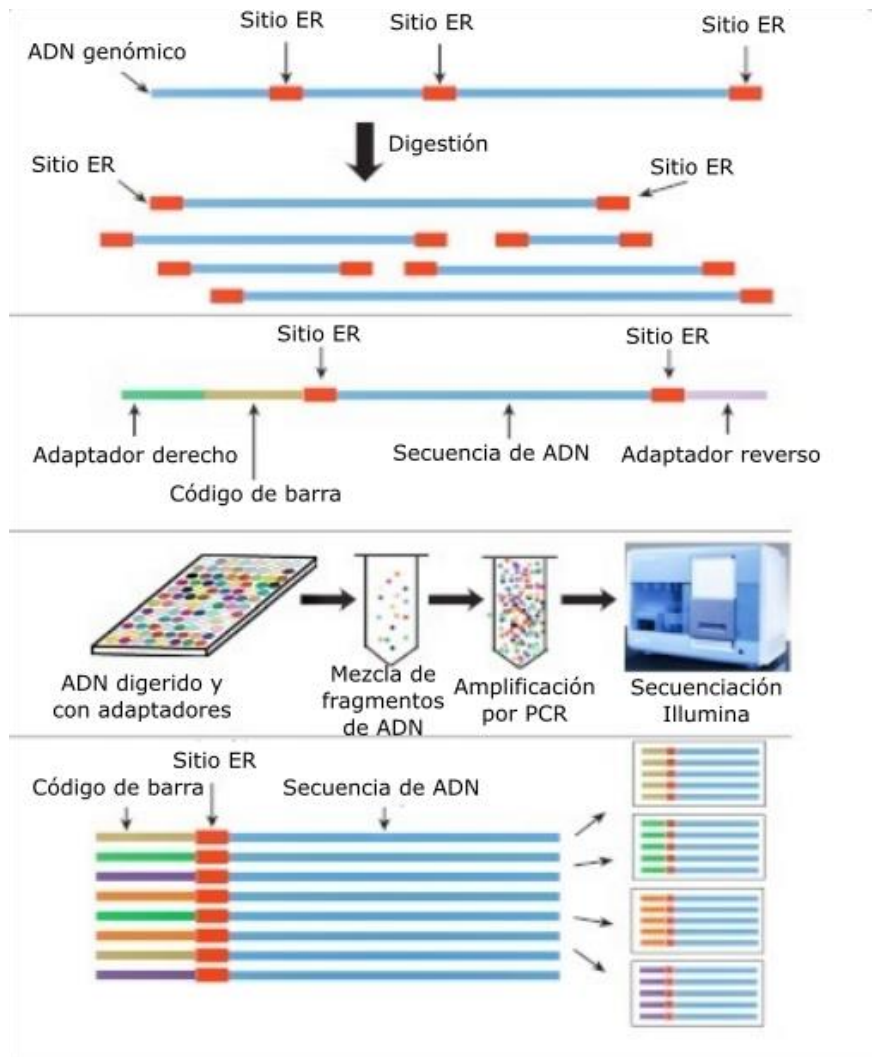 Sitio ER
Sitio ER
Sitio ER
ADN genómico
Digestión
Sitio ER
Sitio ER
Sitio ER
Sitio ER
Adaptador derecho
Secuencia de ADN
Adaptador reverso
Código de barra
ADN digerido y
con adaptadores
Mezcla de
fragmentos
de ADN
Amplificación
por PCR
Secuenciación
Illumina
Sitio ER
Código de barra
Secuencia de ADN